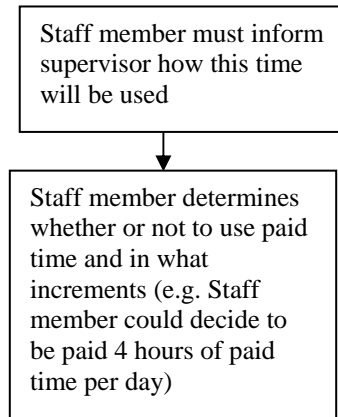 Staff member must inform
supervisor how this time
will be used
Staff member determines
whether or not to use paid
time and in what
increments (e.g. Staff
member could decide to
be paid 4 hours of paid
time per day)